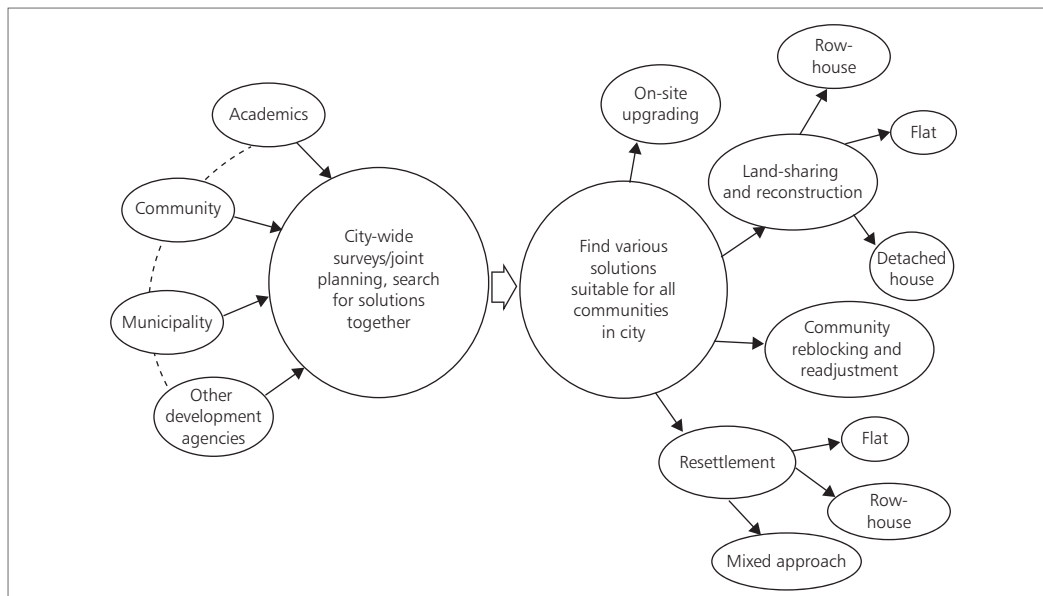 Academics
Community
Municipality
Other
development
agencies
City-wide
surveys/joint
planning, search
for solutions
together
Find various
solutions
suitable for all
communities
in city
On-site
upgrading
Row-
house
Flat
Land-sharing
and reconstruction
Detached
house
Community
reblocking and
readjustment
Resettlement
Flat
Row-
house
Mixed approach